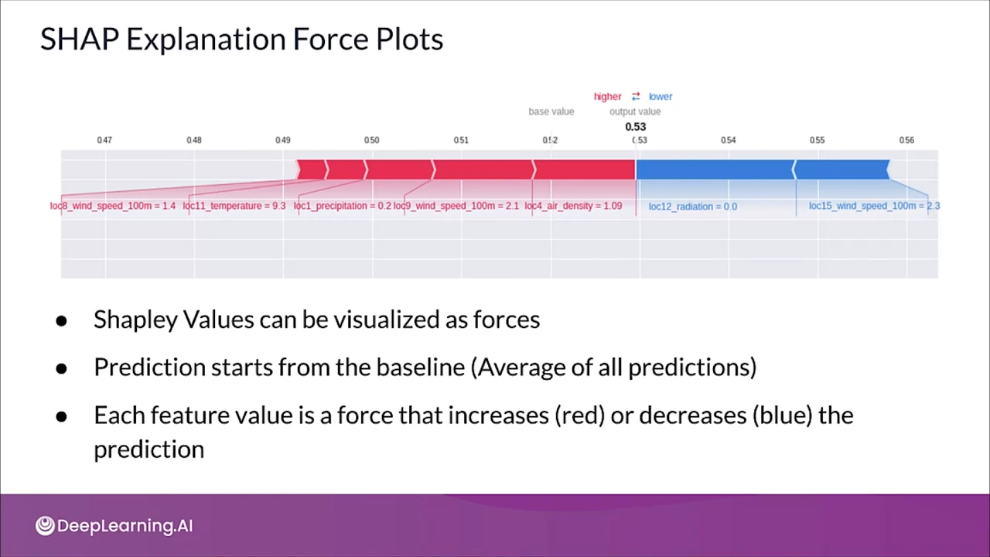 SHAP Explanation Force Plots
higher ⇄ lower
base value output value
0.53
0.47 0.48 0.49 0.50 0.51 0.52 0.53 0.54 0.55 0.56
loc8_wind_speed_100m = 1.4 loc11_temperature = 9.3 loc1_precipitation = 0.2 loc9_wind_speed_100m = 2.1 loc4_air_density = 1.09 loc12_radiation = 0.0 loc15_wind_speed_100m = 2.3
● Shapley Values can be visualized as forces
● Prediction starts from the baseline (Average of all predictions)
● Each feature value is a force that increases (red) or decreases (blue) the
prediction
DeepLearning.AI